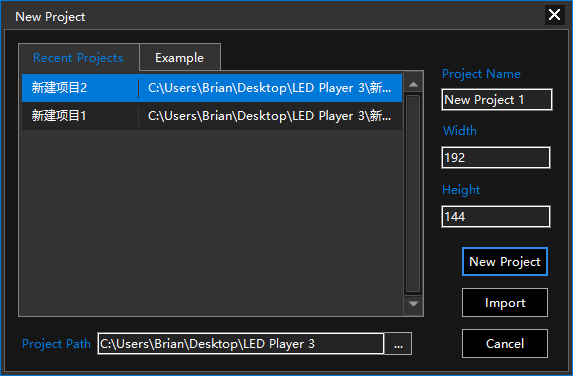 New Project
Recent Projects Example
新建项目2 C:\Users\Brian\Desktop\LED Player 3\新...
新建项目1 C:\Users\Brian\Desktop\LED Player 3\新...
Project Name
New Project 1
Width
192
Height
144
New Project
Import
Project Path C:\Users\Brian\Desktop\LED Player 3 ...
Cancel